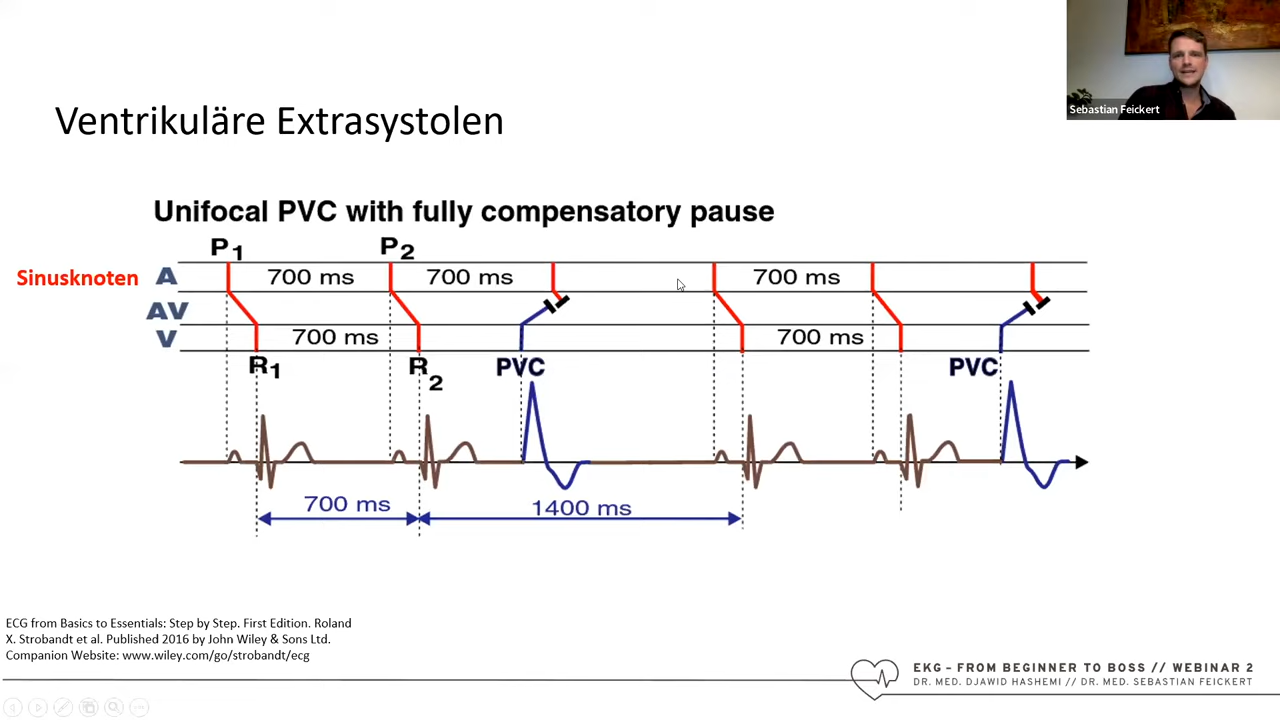 Sebastian Feickert
Ventrikuläre Extrasystolen
Unifocal PVC with fully compensatory pause
P1 P2
Sinusknoten A 700 ms 700 ms 700 ms
AV
V 700 ms 700 ms
R1 R2 PVC PVC
700 ms 1400 ms
ECG from Basics to Essentials: Step by Step. First Edition. Roland
X. Strobandt et al. Published 2016 by John Wiley & Sons Ltd.
Companion Website: www.wiley.com/go/strobandt/ecg
EKG – FROM BEGINNER TO BOSS // WEBINAR 2
DR. MED. DJAWID HASHEMI // DR. MED. SEBASTIAN FEICKERT